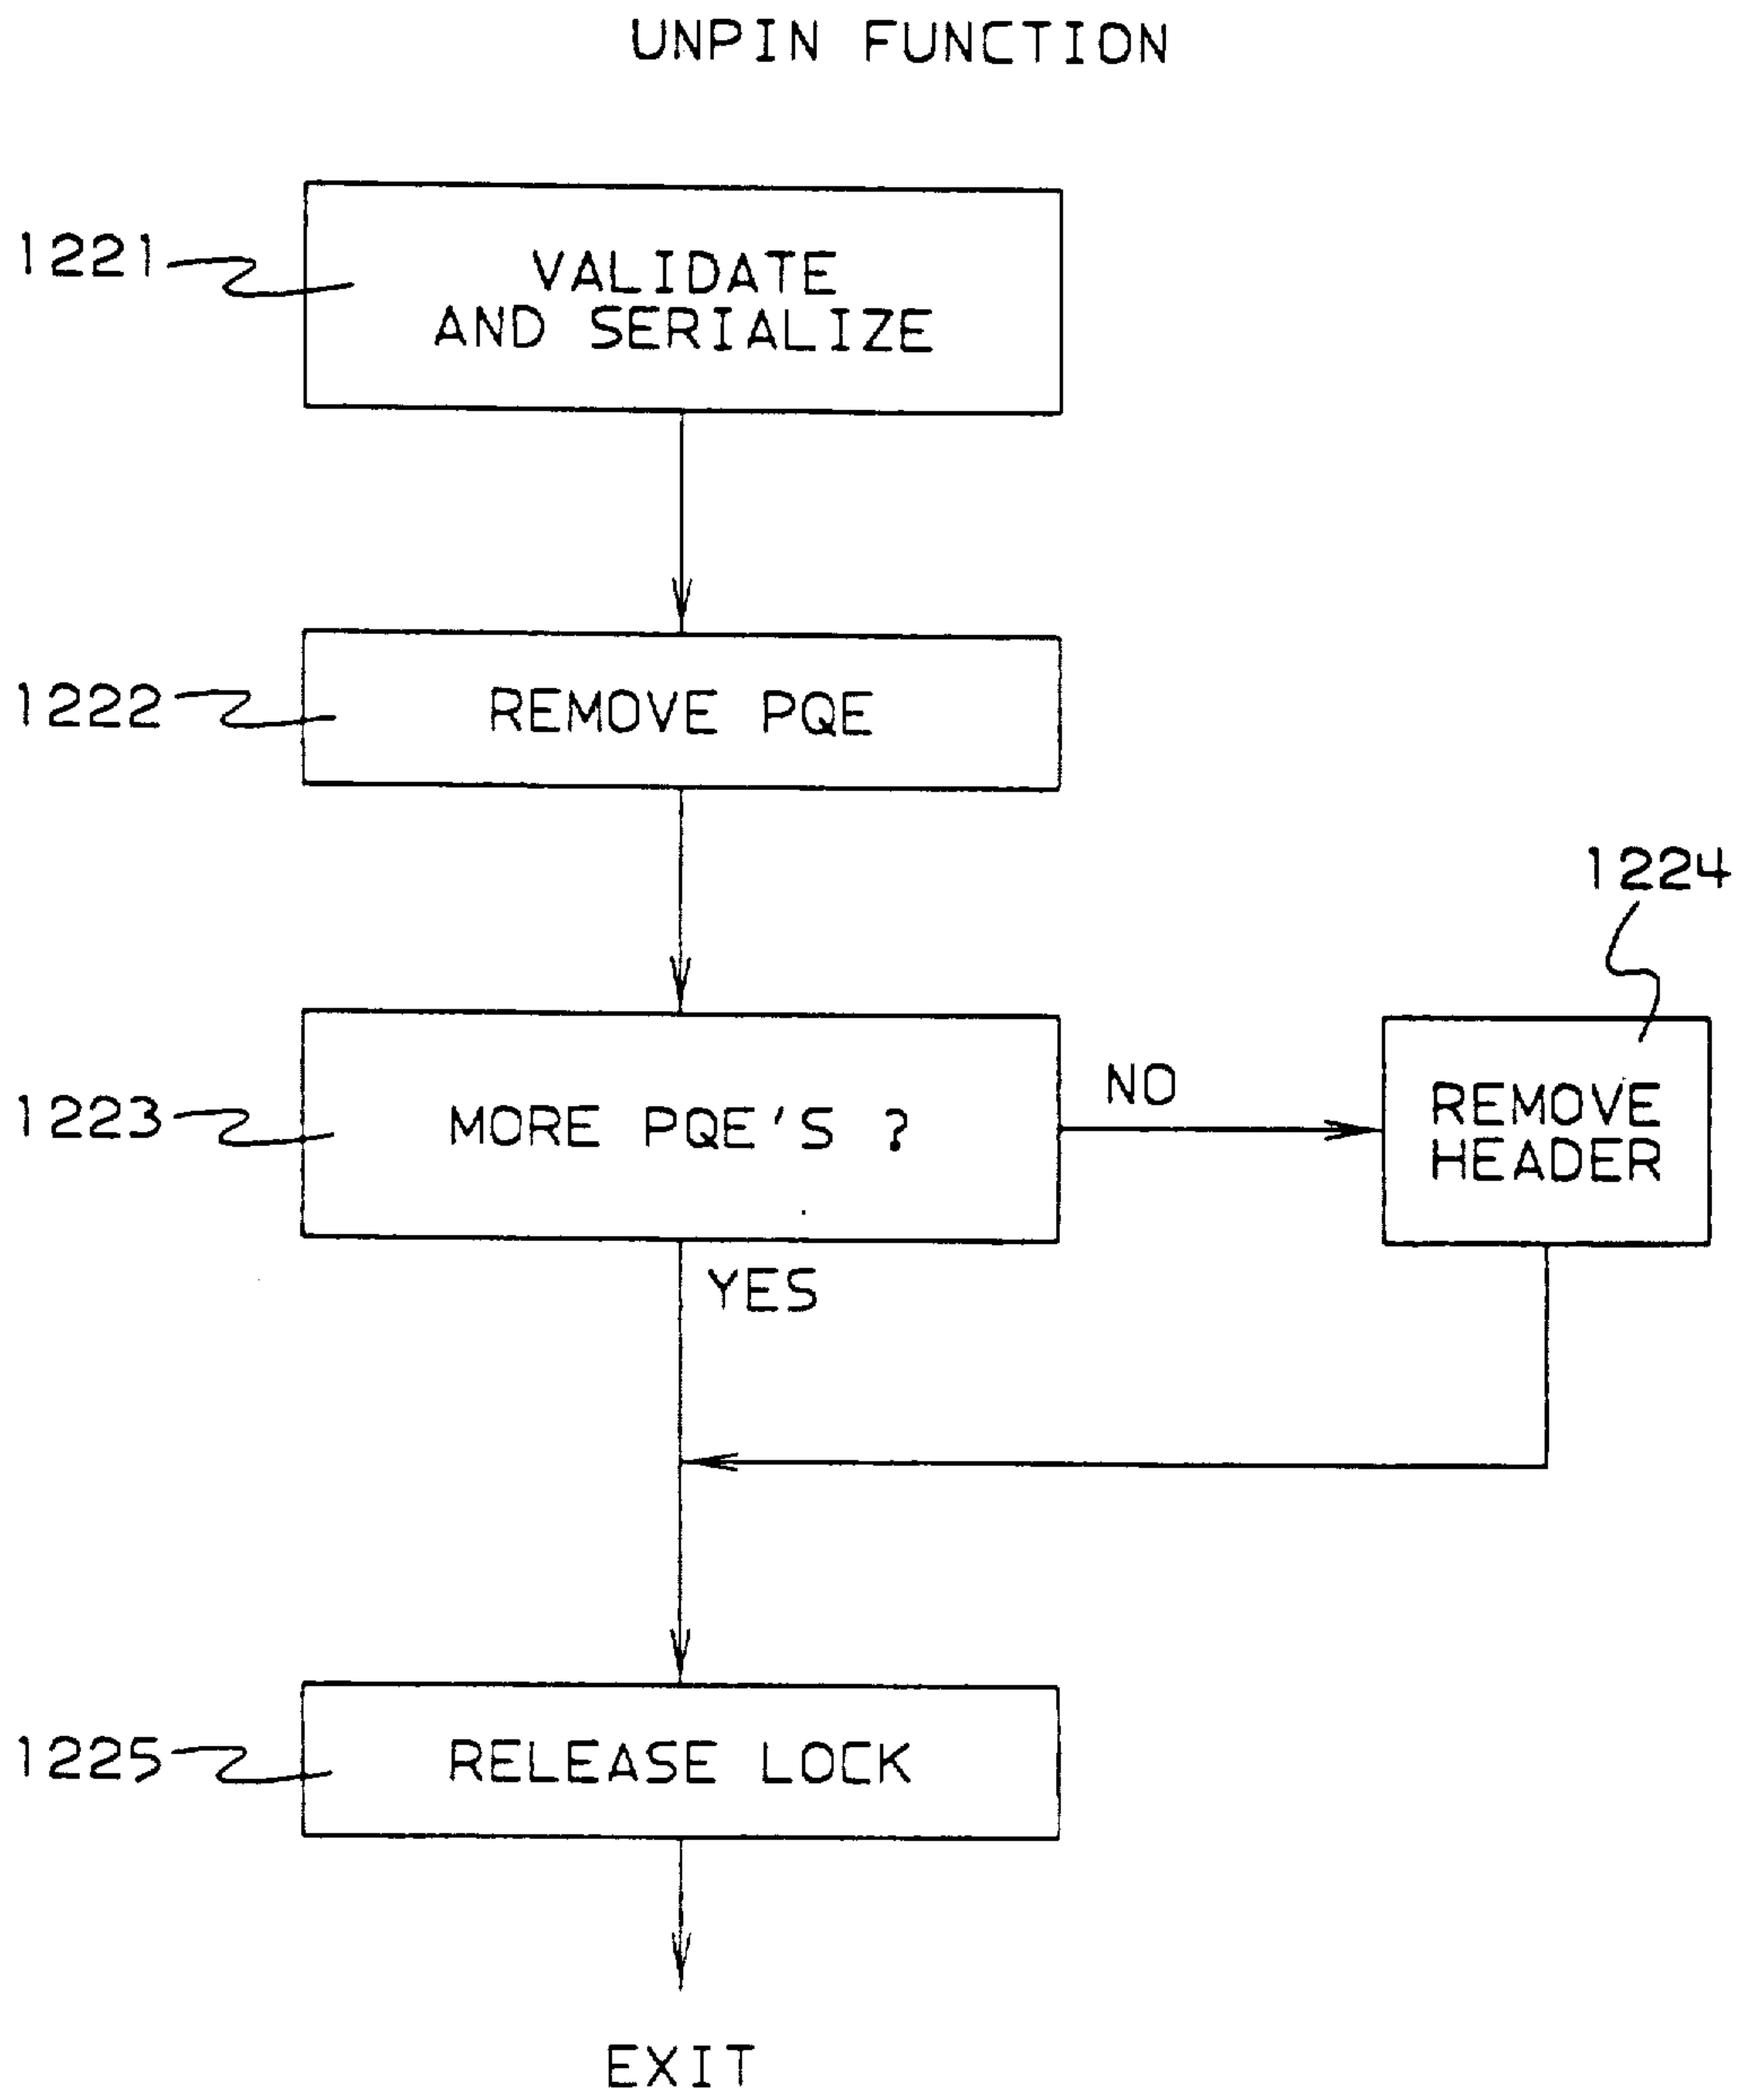 UNPIN FUNCTION
1221
VALIDATE
AND SERIALIZE
1222
REMOVE PQE
1224
1223
MORE PQE'S ?
NO
REMOVE
HEADER
YES
1225
RELEASE LOCK
EXIT